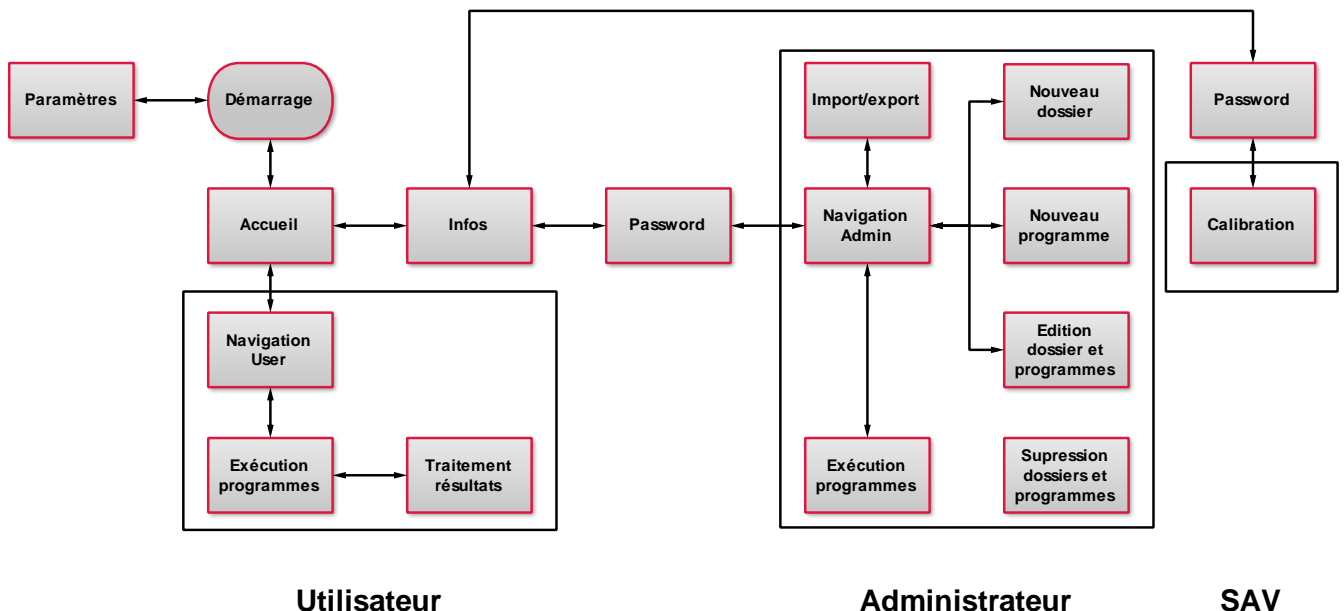 Paramètres
Démarrage
Import/export
Nouveau
dossier
Password
Accueil
Infos
Password
Navigation
Admin
Nouveau
programme
Calibration
Navigation
User
Edition
dossier et
programmes
Exécution
programmes
Traitement
résultats
Exécution
programmes
Supression
dossiers et
programmes
Utilisateur
Administrateur
SAV